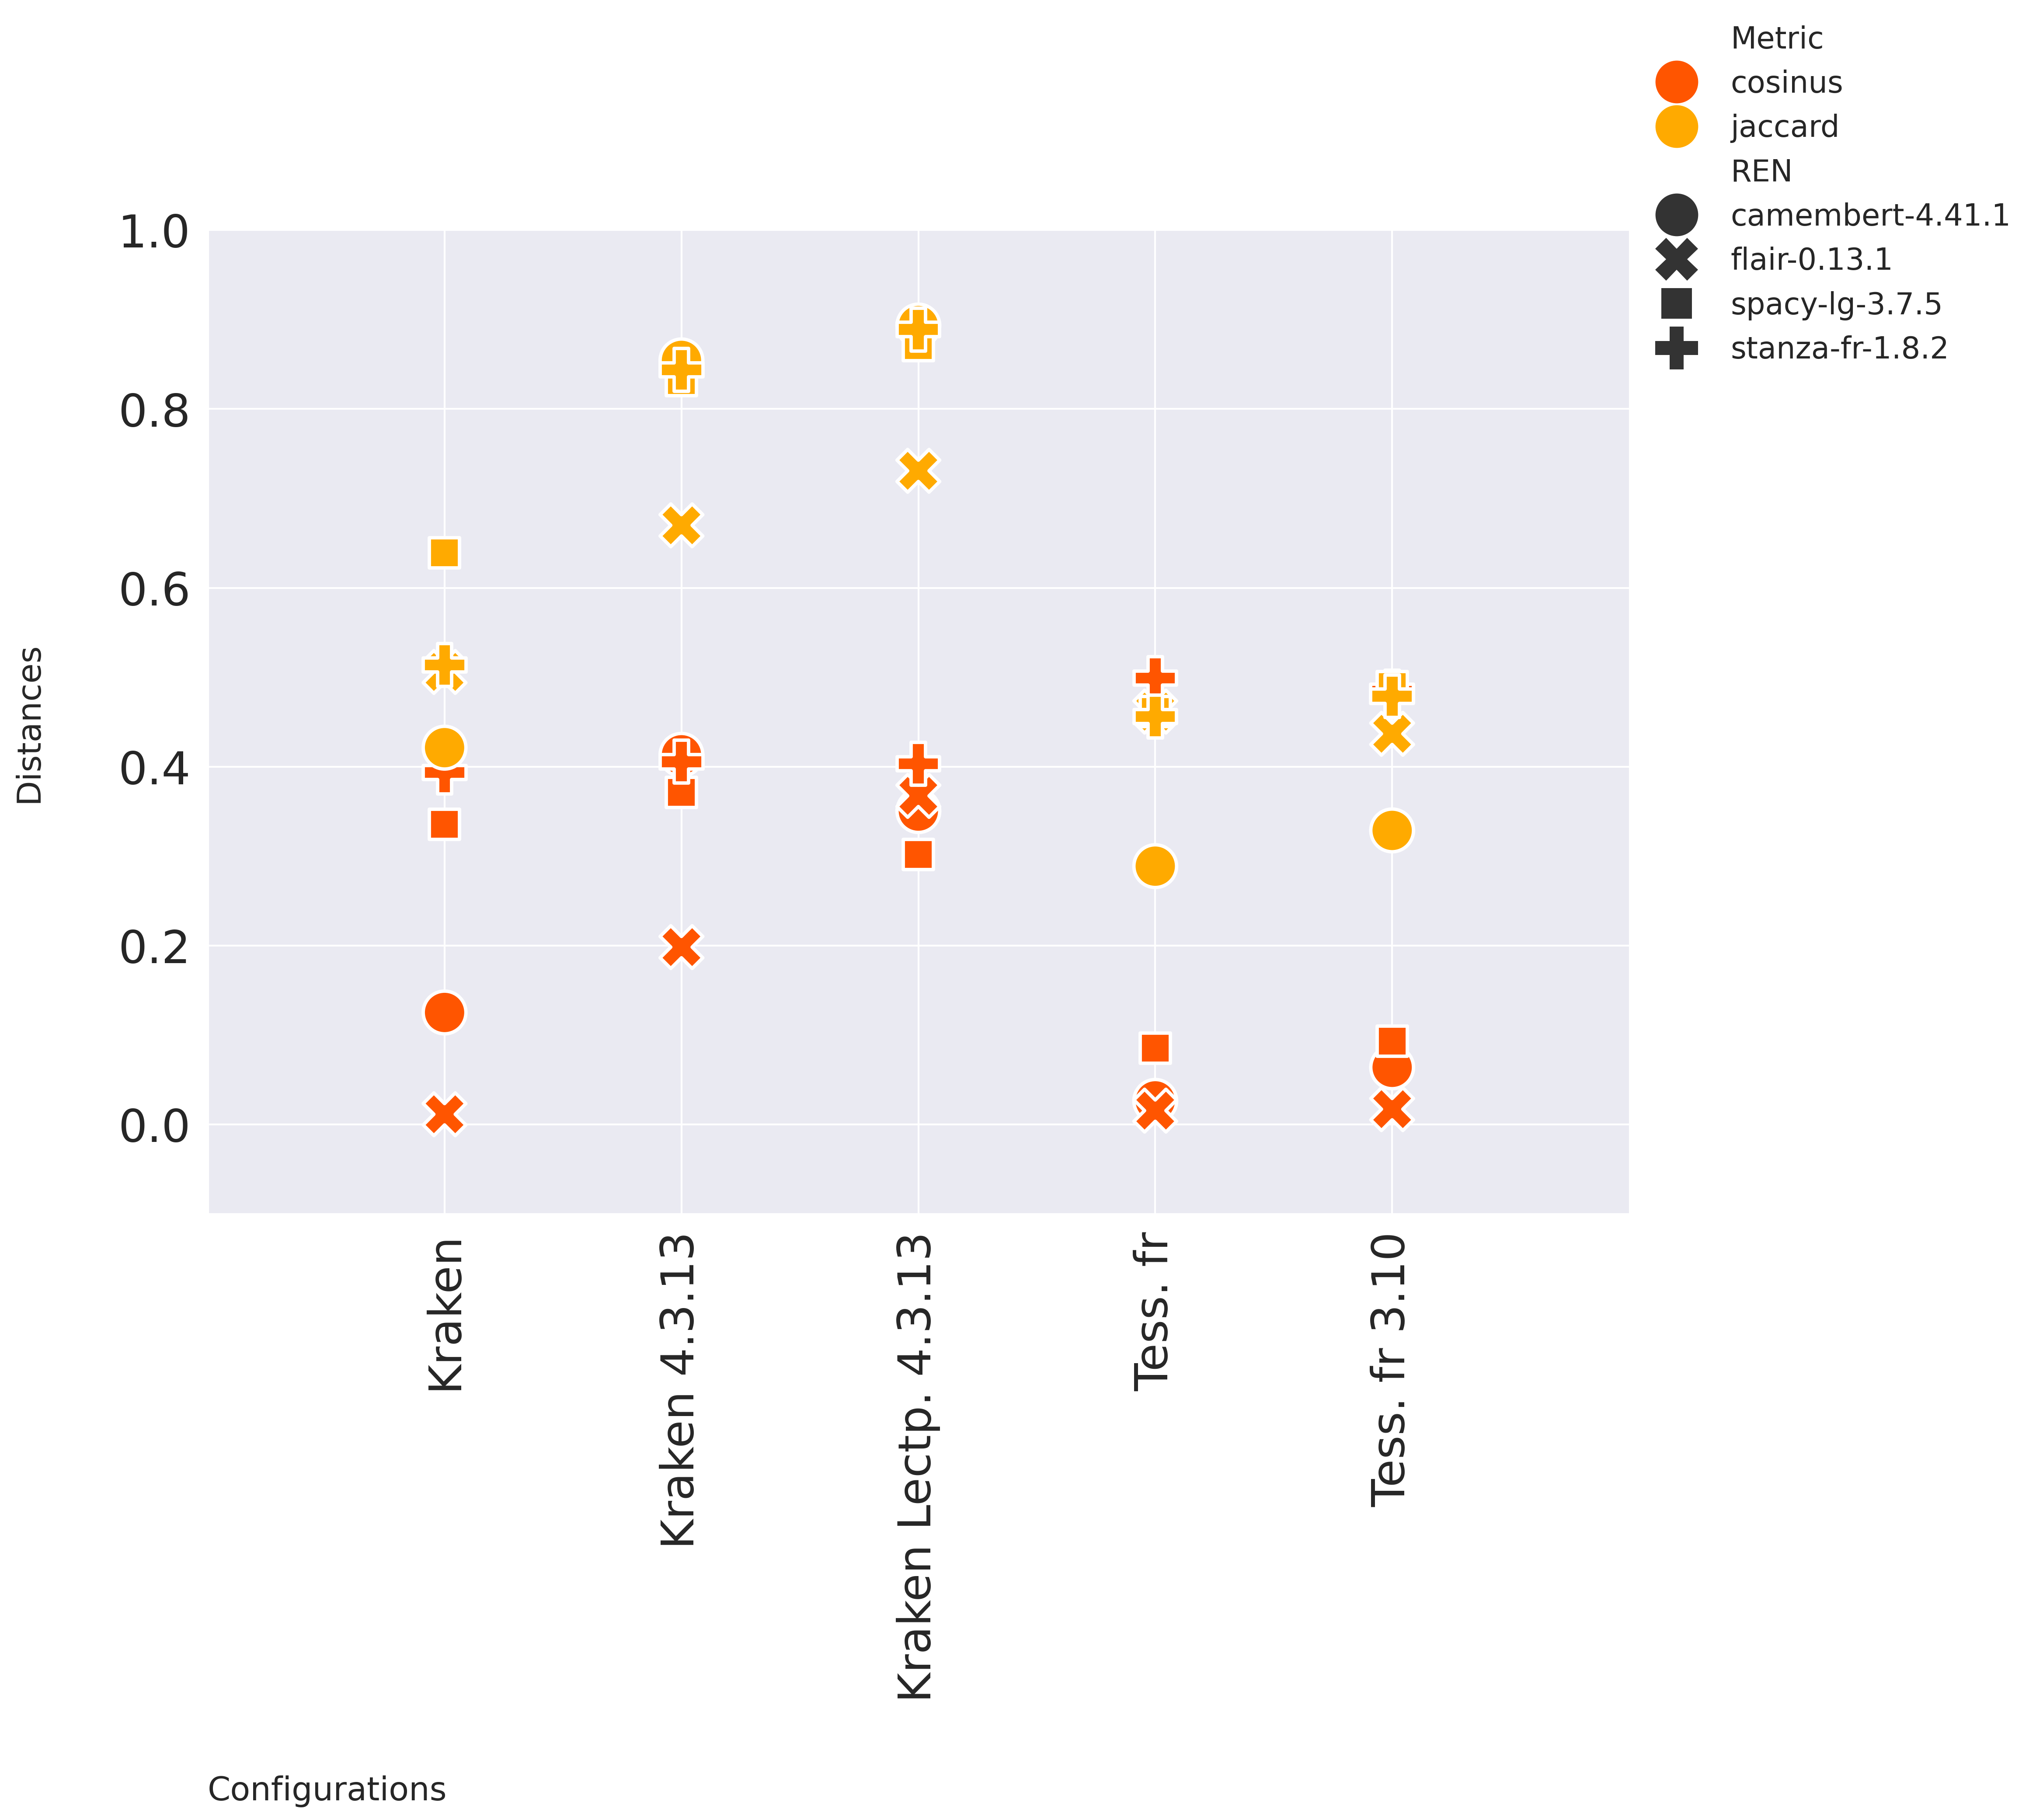 Metric
cosinus
jaccard
REN
camembert-4.41.1
flair-0.13.1
spacy-lg-3.7.5
stanza-fr-1.8.2
1.0
0.8
0.6
0.4
0.2
0.0
Distances
Kraken
Kraken 4.3.13
Kraken Lectp. 4.3.13
Tess. fr
Tess. fr 3.10
Configurations